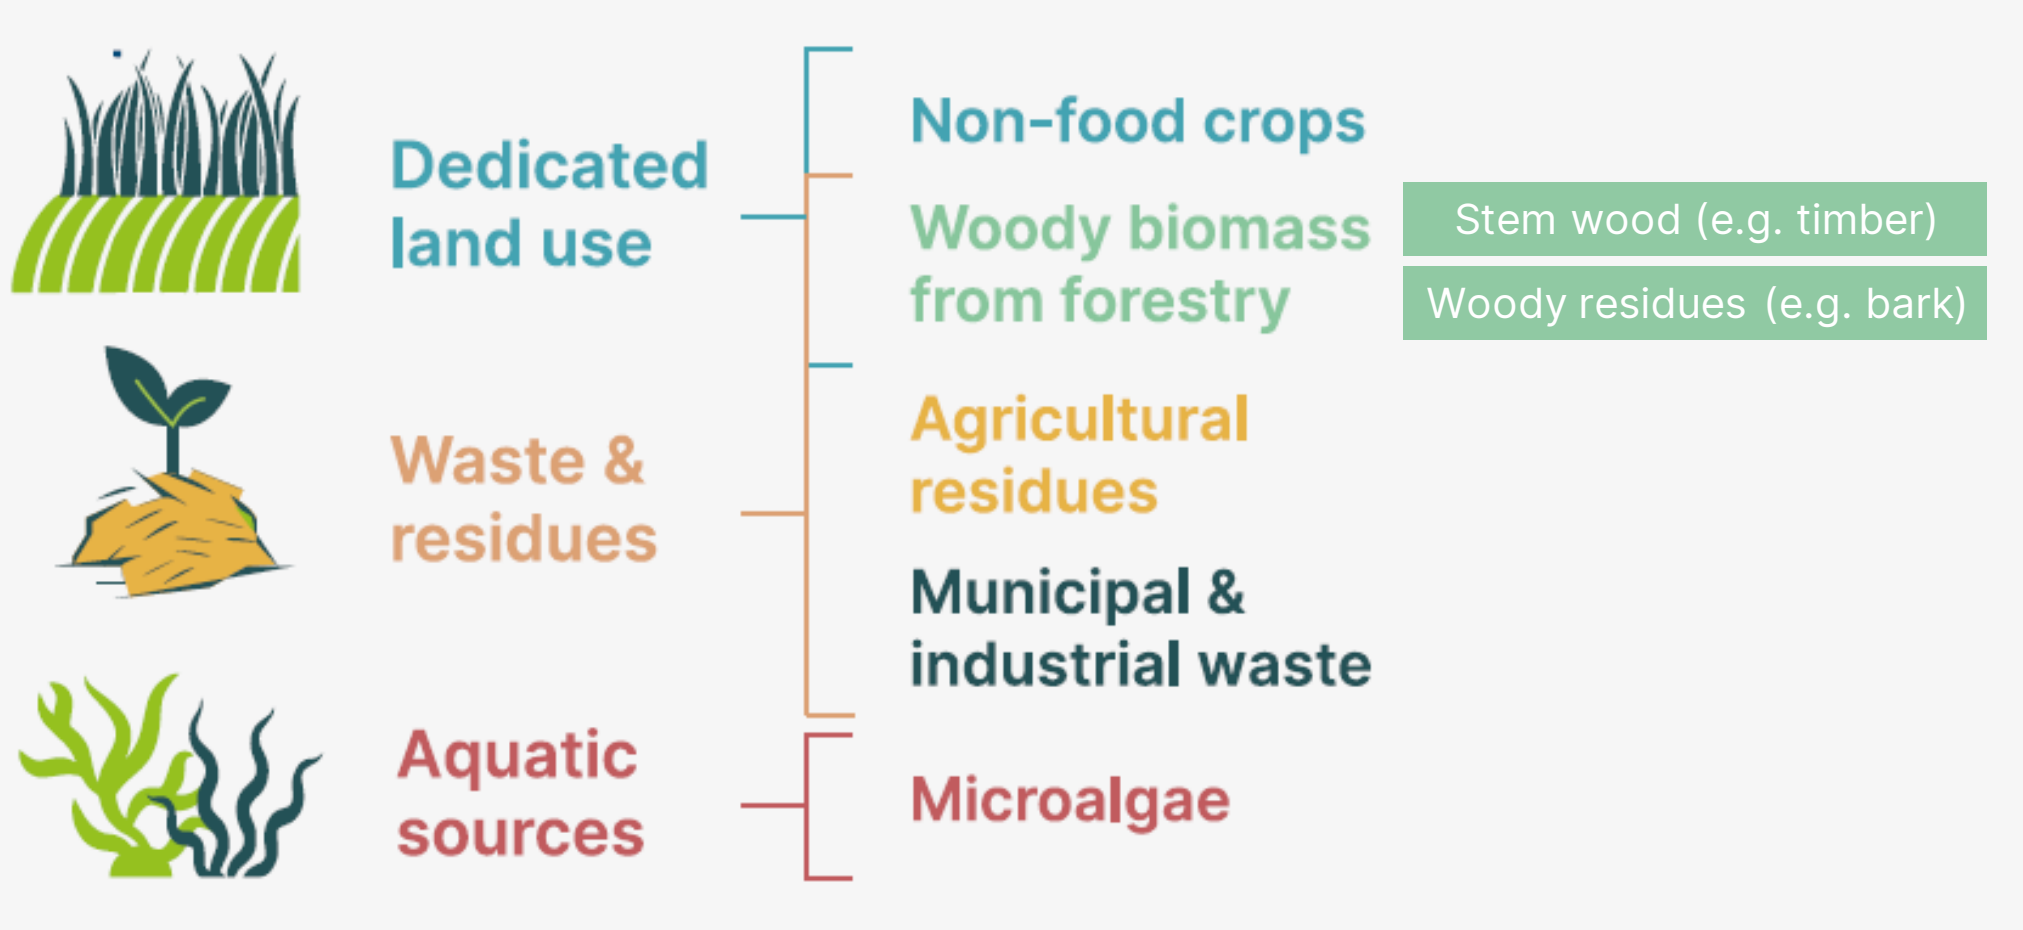 Dedicated
land use
Non-food crops
Woody biomass
from forestry
Stem wood (e.g. timber)
Woody residues (e.g. bark)
Waste &
residues
Agricultural
residues
Municipal &
industrial waste
Aquatic
sources
Microalgae